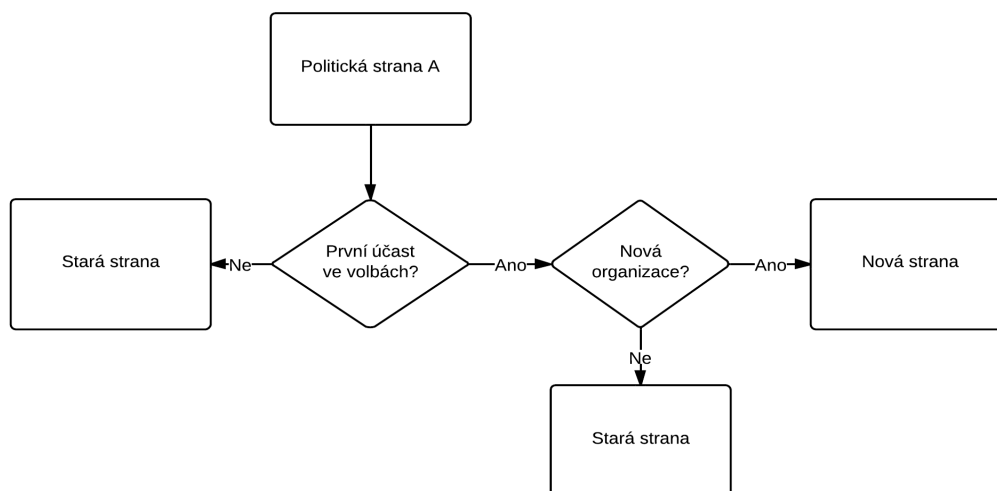 Politická strana A
Stará strana
Ne
První účast
ve volbách?
Ano
Nová
organizace?
Ano
Nová strana
Ne
Stará strana